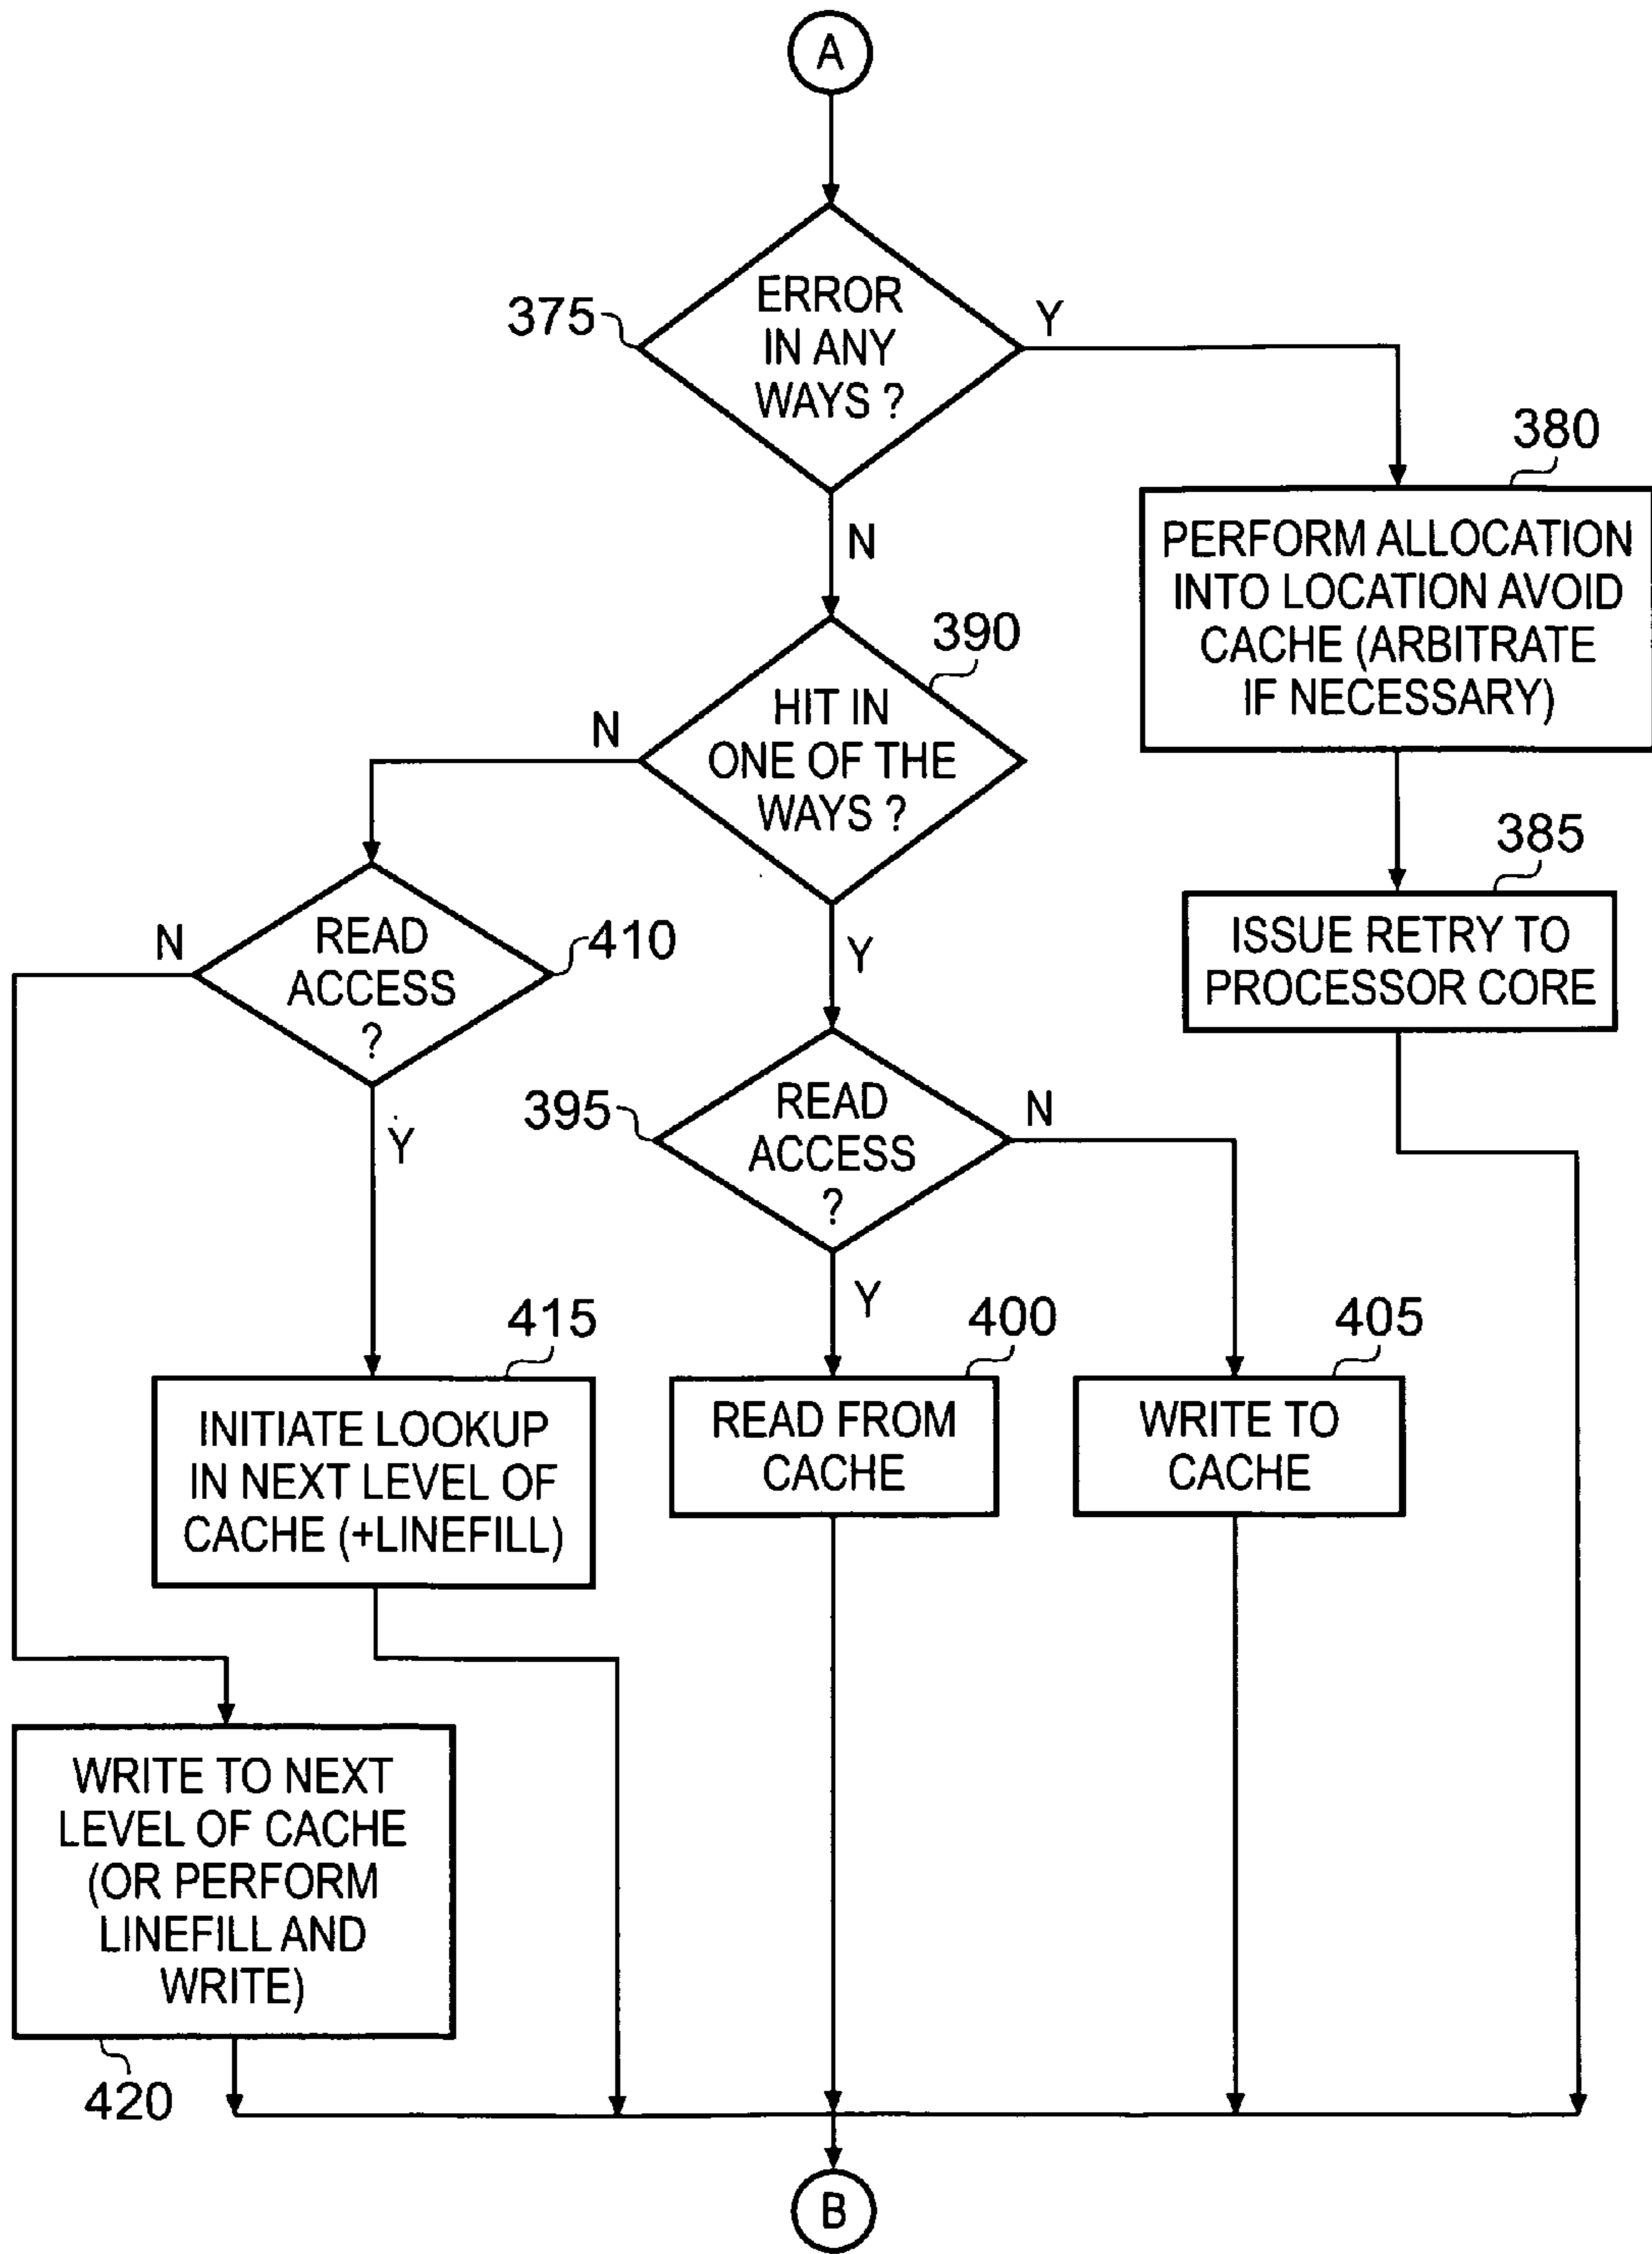 A
375
ERROR
IN ANY
WAYS ?
Y
N
380
PERFORM ALLOCATION
INTO LOCATION AVOID
CACHE (ARBITRATE
IF NECESSARY)
390
HIT IN
ONE OF THE
WAYS ?
N
Y
385
ISSUE RETRY TO
PROCESSOR CORE
410
READ
ACCESS
?
N
Y
395
READ
ACCESS
?
N
Y
415
INITIATE LOOKUP
IN NEXT LEVEL OF
CACHE (+LINEFILL)
400
READ FROM
CACHE
405
WRITE TO
CACHE
WRITE TO NEXT
LEVEL OF CACHE
(OR PERFORM
LINEFILL AND
WRITE)
420
B